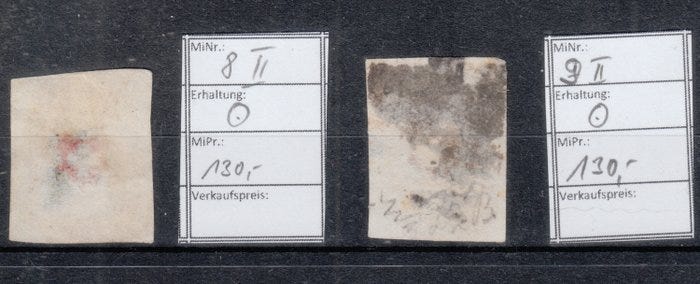 MiNr.: 8 II
Erhaltung:
MiPr.:
130,-
Verkaufspreis:
MiNr.: 9 II
Erhaltung:
MiPr.:
130,-
Verkaufspreis: